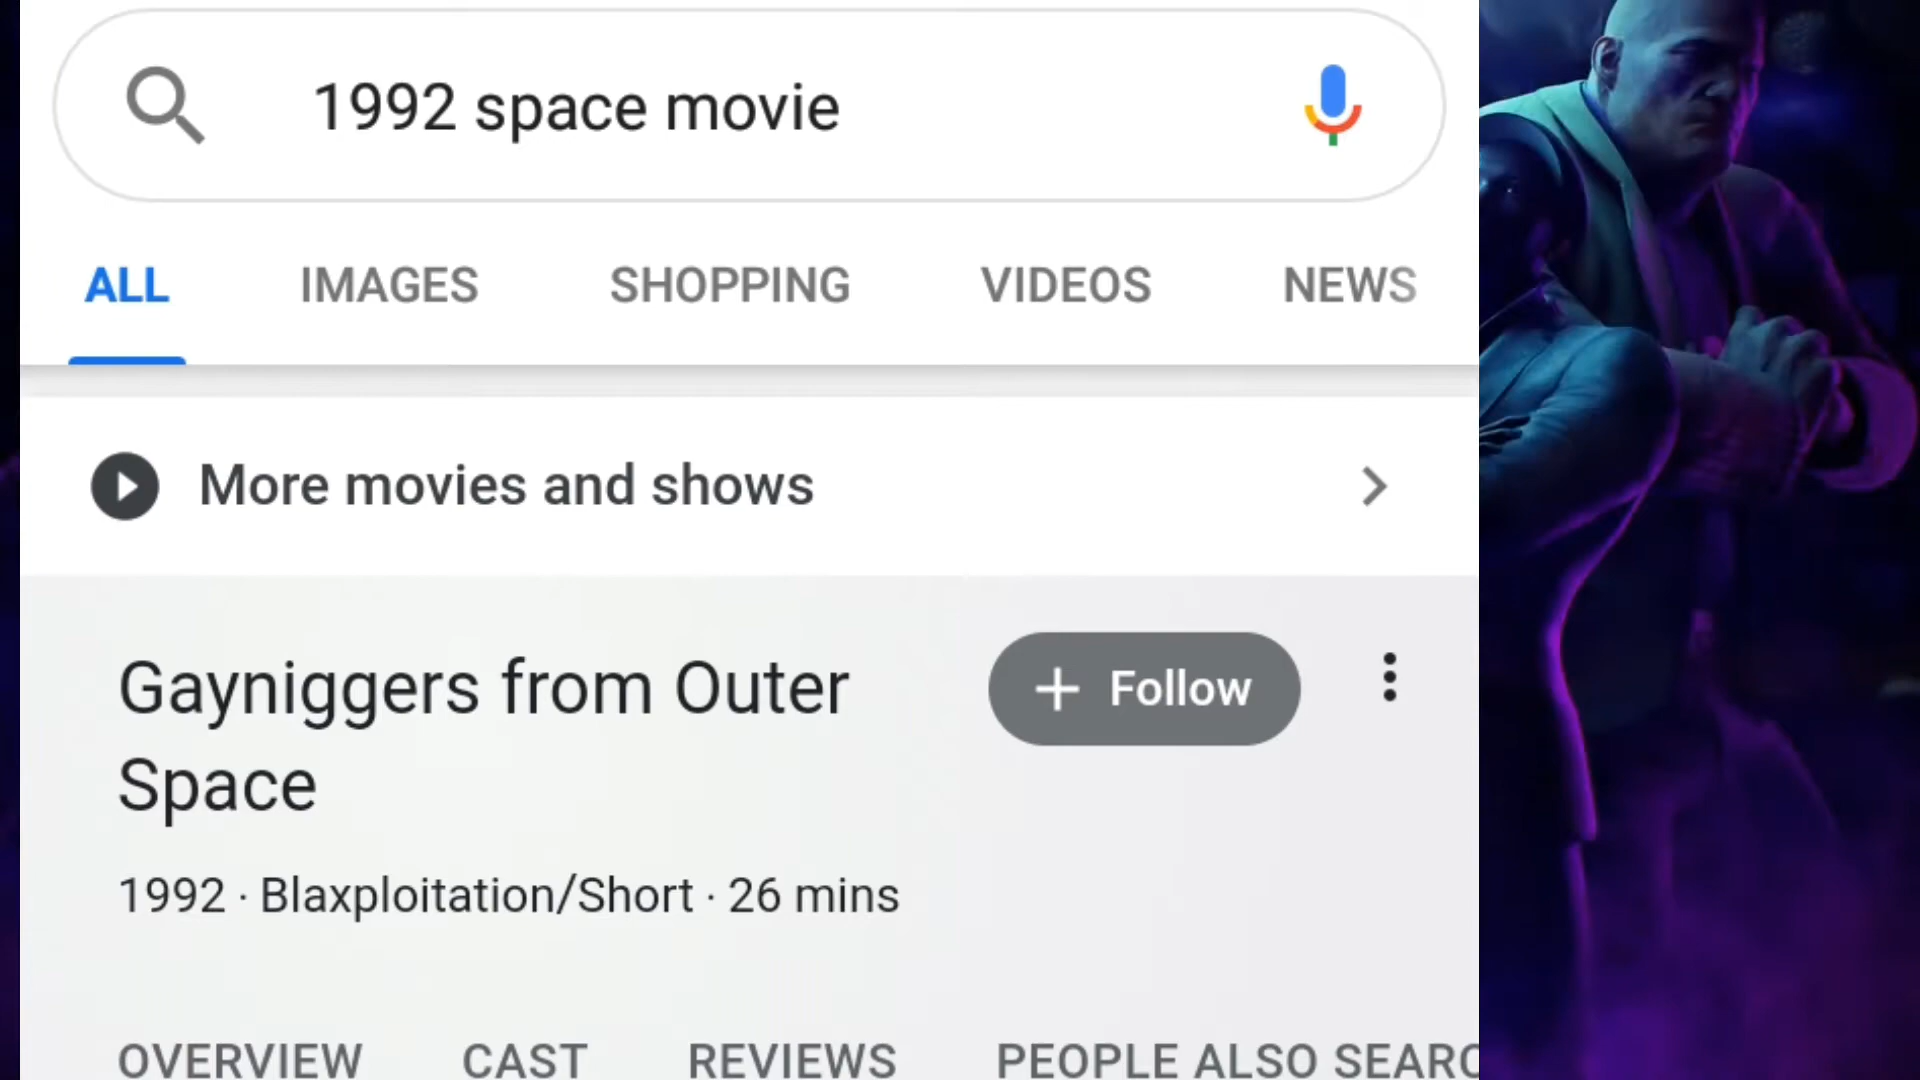 1992 space movie
ALL IMAGES SHOPPING VIDEOS NEWS
More movies and shows
Gayniggers from Outer
Space
+ Follow
1992 · Blaxploitation/Short · 26 mins
OVERVIEW CAST REVIEWS PEOPLE ALSO SEARC